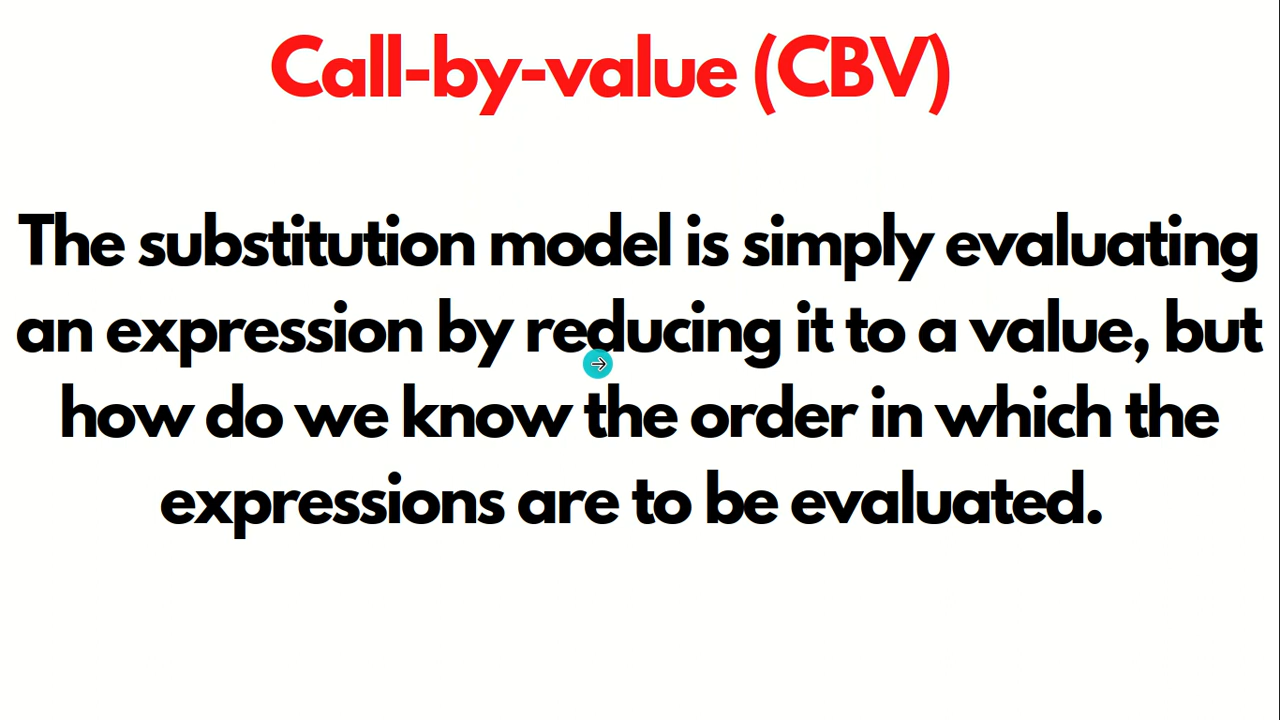 Call-by-value (CBV)
The substitution model is simply evaluating
an expression by reducing it to a value, but
how do we know the order in which the
expressions are to be evaluated.